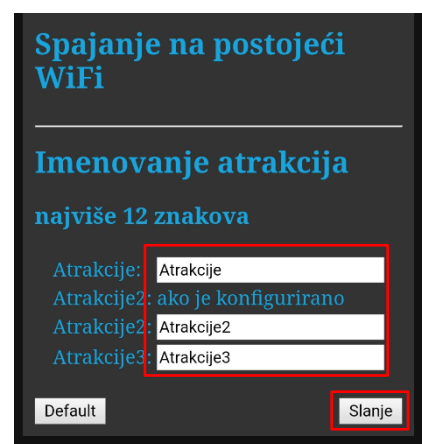 Spajanje na postojeći
WiFi
Imenovanje atrakcija
najviše 12 znakova
Atrakcije: Atrakcije
Atrakcije2: ako je konfigurirano
Atrakcije2: Atrakcije2
Atrakcije3: Atrakcije3
Default Slanje